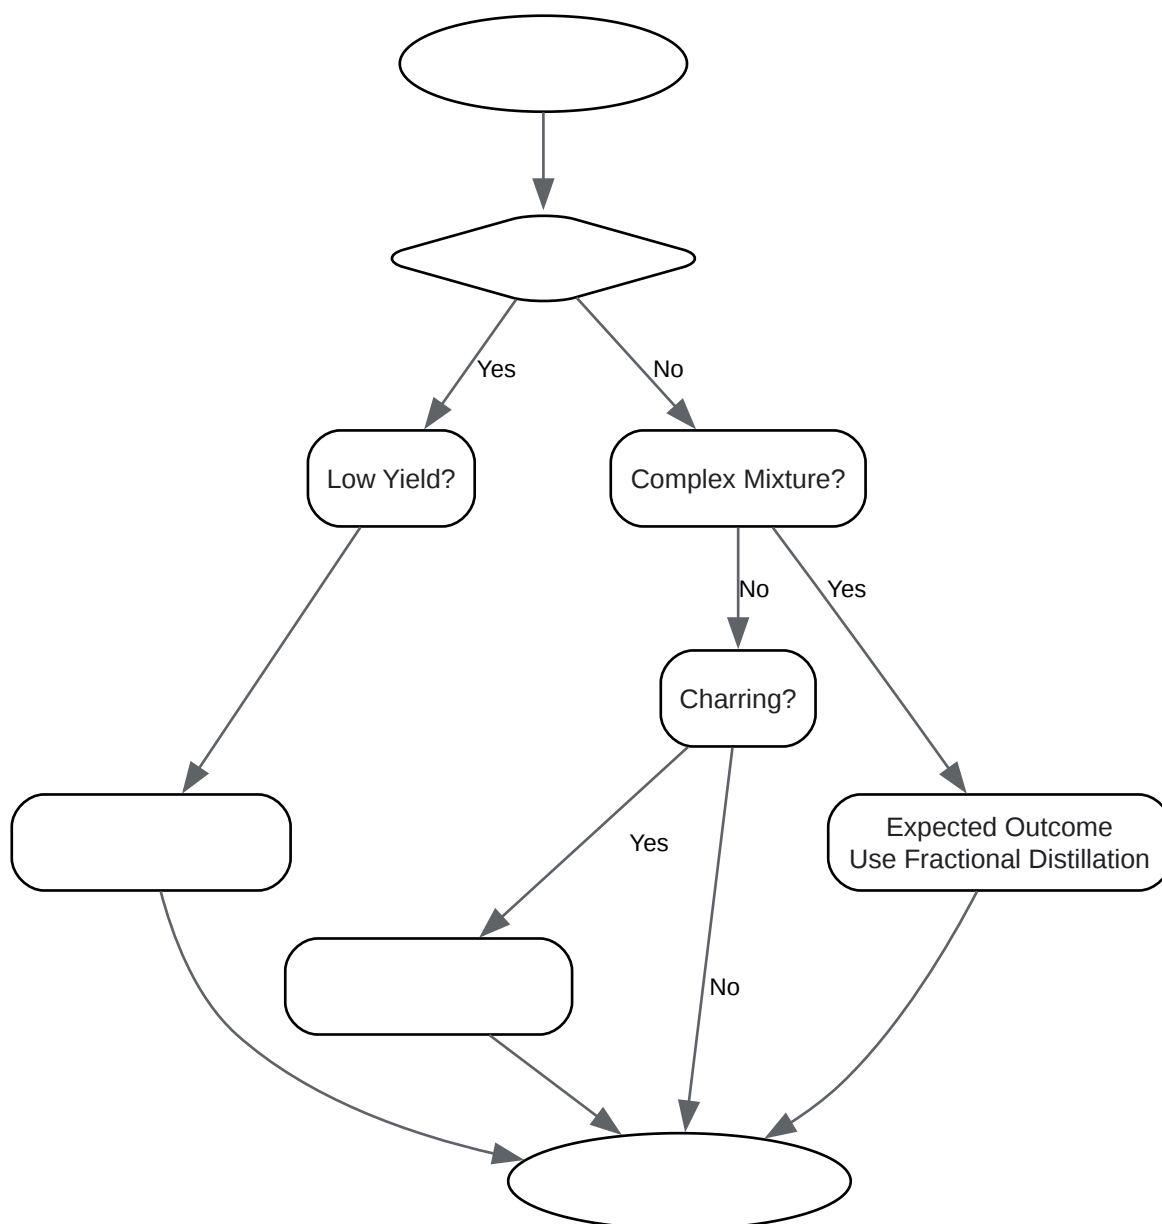 Yes
No
Low Yield?
Complex Mixture?
No
Yes
Charring?
Expected Outcome
Use Fractional Distillation
Yes
No